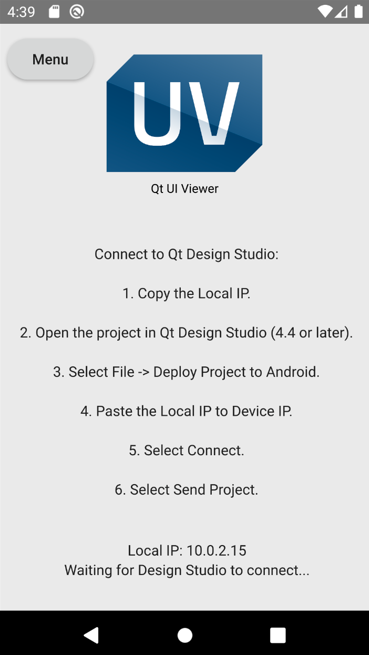 4:39
Menu
UV
Qt UI Viewer
Connect to Qt Design Studio:
1. Copy the Local IP.
2. Open the project in Qt Design Studio (4.4 or later).
3. Select File -> Deploy Project to Android.
4. Paste the Local IP to Device IP.
5. Select Connect.
6. Select Send Project.
Local IP: 10.0.2.15
Waiting for Design Studio to connect...